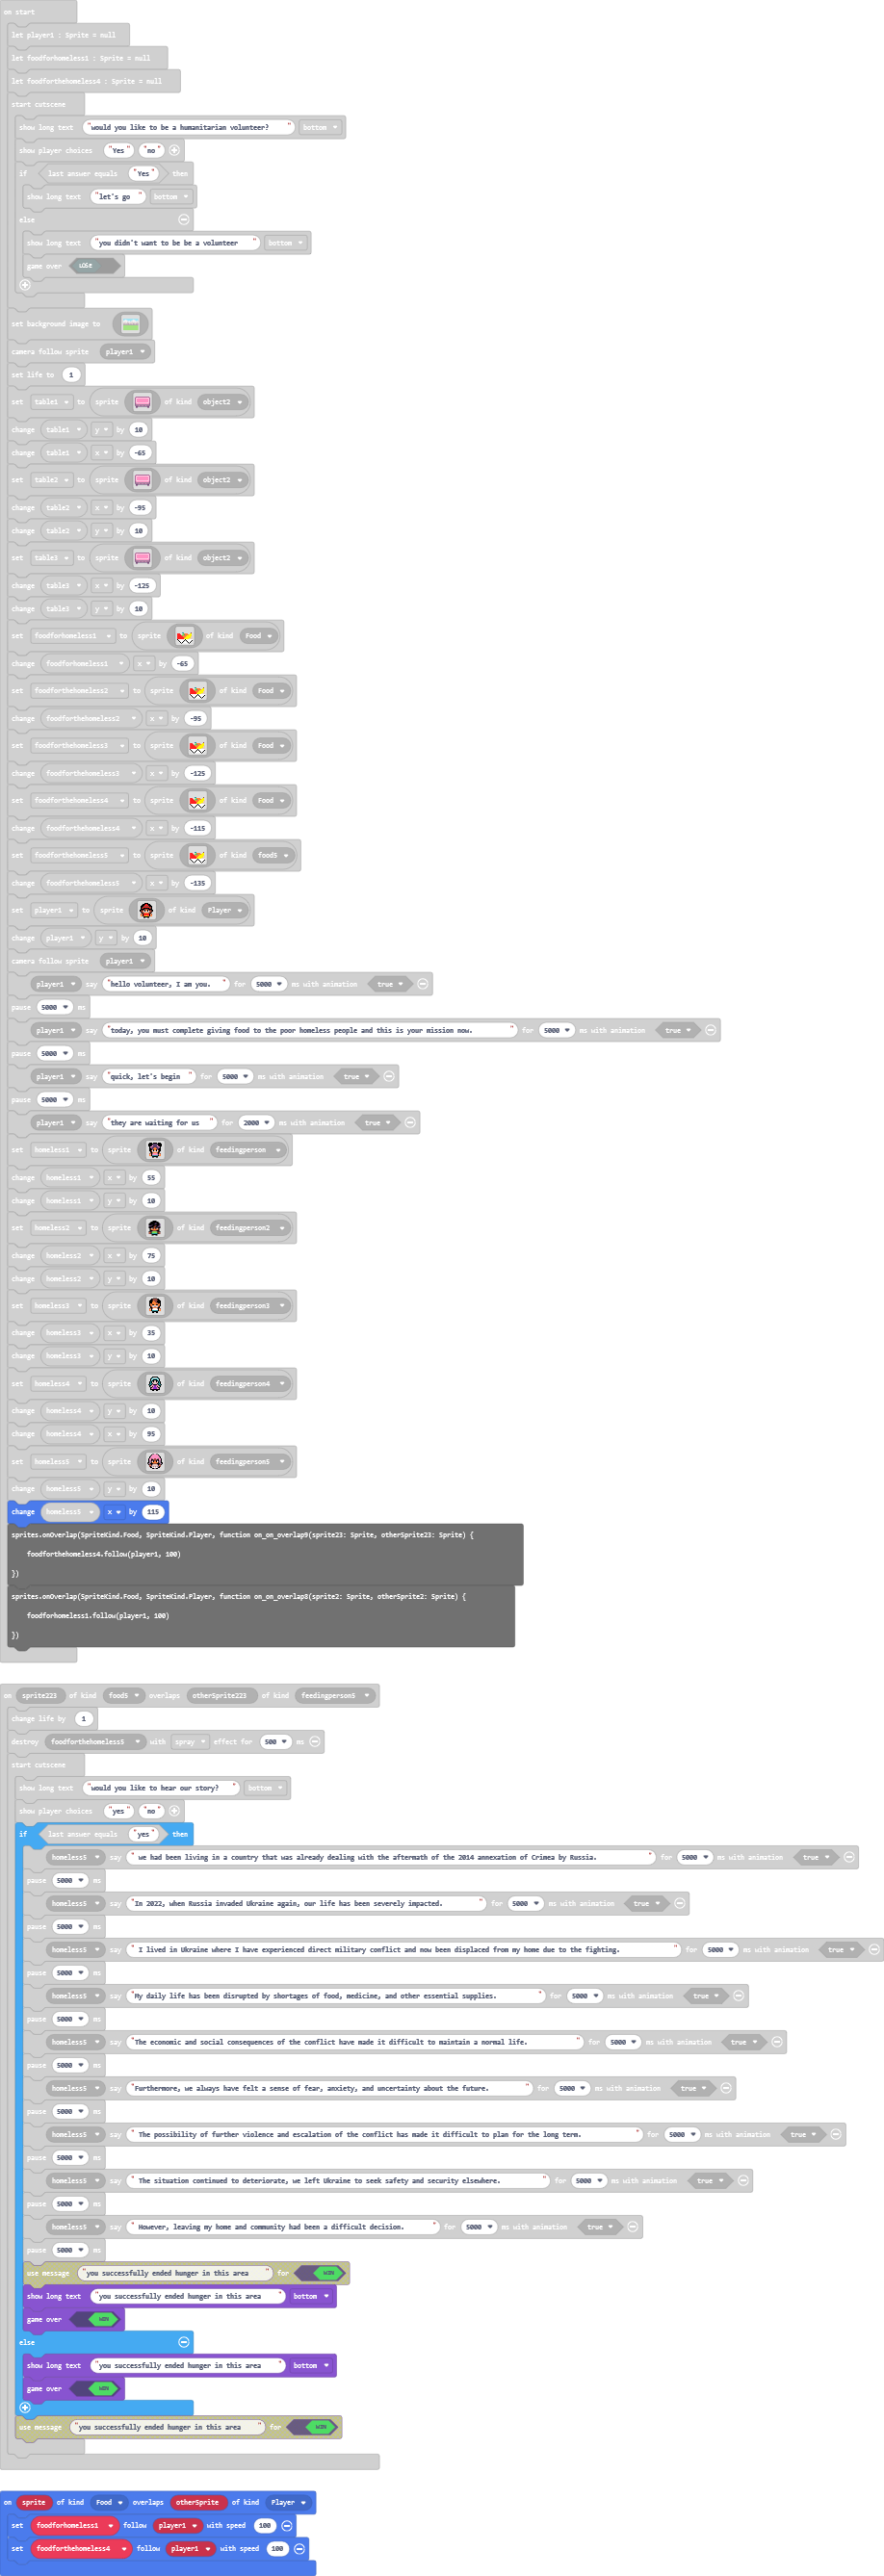 on start
let player1 : Sprite = null
let foodforhomeless1 : Sprite = null
let foodforthehomeless4 : Sprite = null
start cutscene
show long text "would you like to be a humanitarian volunteer?" bottom
show player choices "Yes" "no"
if last answer equals "Yes" then
show long text "let's go " bottom
else
show long text "you didn't want to be be a volunteer " bottom
game over LOSE
set background image to
camera follow sprite player1
set life to 1
set table1 to sprite of kind object2
change table1 y by 10
change table1 x by -65
set table2 to sprite of kind object2
change table2 x by -95
change table2 y by 10
set table3 to sprite of kind object2
change table3 x by -125
change table3 y by 10
set foodforhomeless1 to sprite of kind Food
change foodforhomeless1 x by -65
set foodforthehomeless2 to sprite of kind Food
change foodforthehomeless2 x by -95
set foodforthehomeless3 to sprite of kind Food
change foodforthehomeless3 x by -125
set foodforthehomeless4 to sprite of kind Food
change foodforthehomeless4 x by -115
set foodforthehomeless5 to sprite of kind food5
change foodforthehomeless5 x by -135
set player1 to sprite of kind Player
change player1 y by 10
camera follow sprite player1
player1 say "hello volunteer, I am you. " for 5000 ms with animation true
pause 5000 ms
player1 say "today, you must complete giving food to the poor homeless people and this is your mission now. " for 5000 ms with animation true
pause 5000 ms
player1 say "quick, let's begin " for 5000 ms with animation true
pause 5000 ms
player1 say "they are waiting for us " for 2000 ms with animation true
set homeless1 to sprite of kind feedingperson
change homeless1 x by 55
change homeless1 y by 10
set homeless2 to sprite of kind feedingperson2
change homeless2 x by 75
change homeless2 y by 10
set homeless3 to sprite of kind feedingperson3
change homeless3 x by 35
change homeless3 y by 10
set homeless4 to sprite of kind feedingperson4
change homeless4 y by 10
change homeless4 x by 95
set homeless5 to sprite of kind feedingperson5
change homeless5 y by 10
change homeless5 x by 115
sprites.onOverlap(SpriteKind.Food, SpriteKind.Player, function on_on_overlap9(sprite23: Sprite, otherSprite23: Sprite) {
foodforthehomeless4.follow(player1, 100)
})
sprites.onOverlap(SpriteKind.Food, SpriteKind.Player, function on_on_overlap8(sprite2: Sprite, otherSprite2: Sprite) {
foodforhomeless1.follow(player1, 100)
})
on sprite223 of kind food5 overlaps otherSprite223 of kind feedingperson5
change life by 1
destroy foodforthehomeless5 with spray effect for 500 ms
start cutscene
show long text "would you like to hear our story? " bottom
show player choices "yes" "no"
if last answer equals "yes" then
homeless5 say " we had been living in a country that was already dealing with the aftermath of the 2014 annexation of Crimea by Russia. " for 5000 ms with animation true
pause 5000 ms
homeless5 say "In 2022, when Russia invaded Ukraine again, our life has been severely impacted. " for 5000 ms with animation true
pause 5000 ms
homeless5 say " I lived in Ukraine where I have experienced direct military conflict and now been displaced from my home due to the fighting. " for 5000 ms with animation true
pause 5000 ms
homeless5 say "My daily life has been disrupted by shortages of food, medicine, and other essential supplies. " for 5000 ms with animation true
pause 5000 ms
homeless5 say "The economic and social consequences of the conflict have made it difficult to maintain a normal life. " for 5000 ms with animation true
pause 5000 ms
homeless5 say "Furthermore, we always have felt a sense of fear, anxiety, and uncertainty about the future. " for 5000 ms with animation true
pause 5000 ms
homeless5 say " The possibility of further violence and escalation of the conflict has made it difficult to plan for the long term. " for 5000 ms with animation true
pause 5000 ms
homeless5 say " The situation continued to deteriorate, we left Ukraine to seek safety and security elsewhere. " for 5000 ms with animation true
pause 5000 ms
homeless5 say " However, leaving my home and community had been a difficult decision. " for 5000 ms with animation true
pause 5000 ms
use message "you successfully ended hunger in this area " for WIN
show long text "you successfully ended hunger in this area " bottom
game over WIN
else
show long text "you successfully ended hunger in this area " bottom
game over WIN
use message "you successfully ended hunger in this area " for WIN
on sprite of kind Food overlaps otherSprite of kind Player
set foodforhomeless1 follow player1 with speed 100
set foodforthehomeless4 follow player1 with speed 100